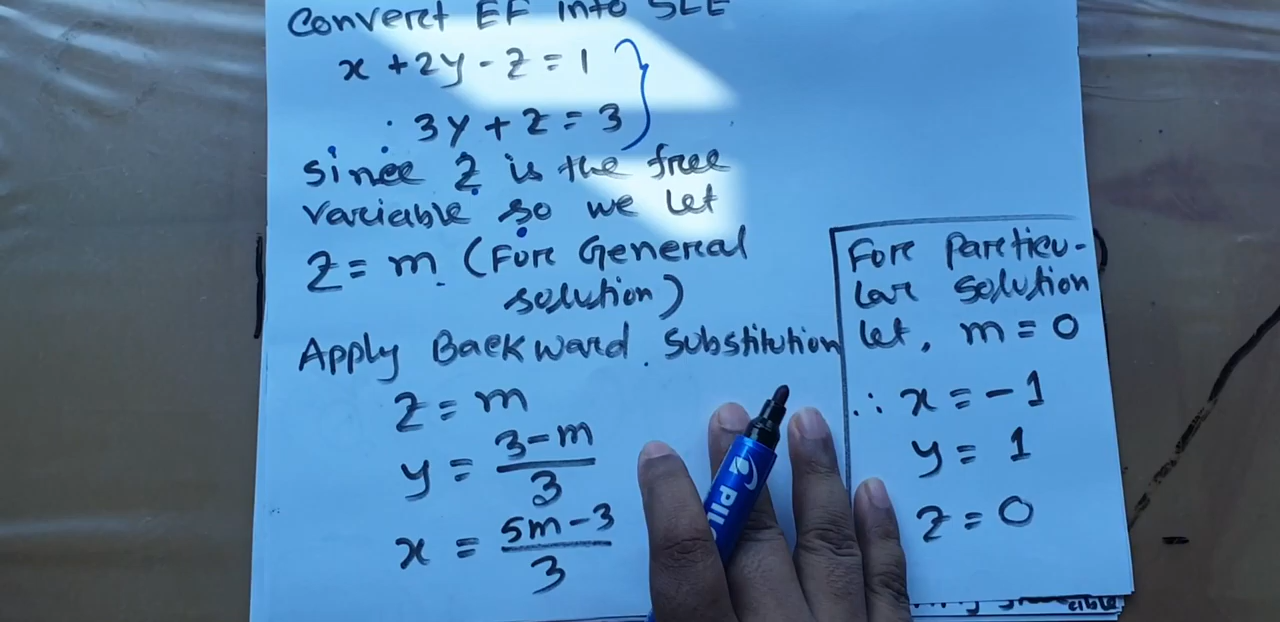 Convert EF into SLE
x + 2y - z = 1
3y + z = 3
since z is the free
variable so we let
z = m (For General
solution)
Apply Backward Substitution
z = m
y = 3-m / 3
x = 5m-3 / 3
For Particu-
lar solution
let, m = 0
∴ x = -1
y = 1
z = 0
PIL